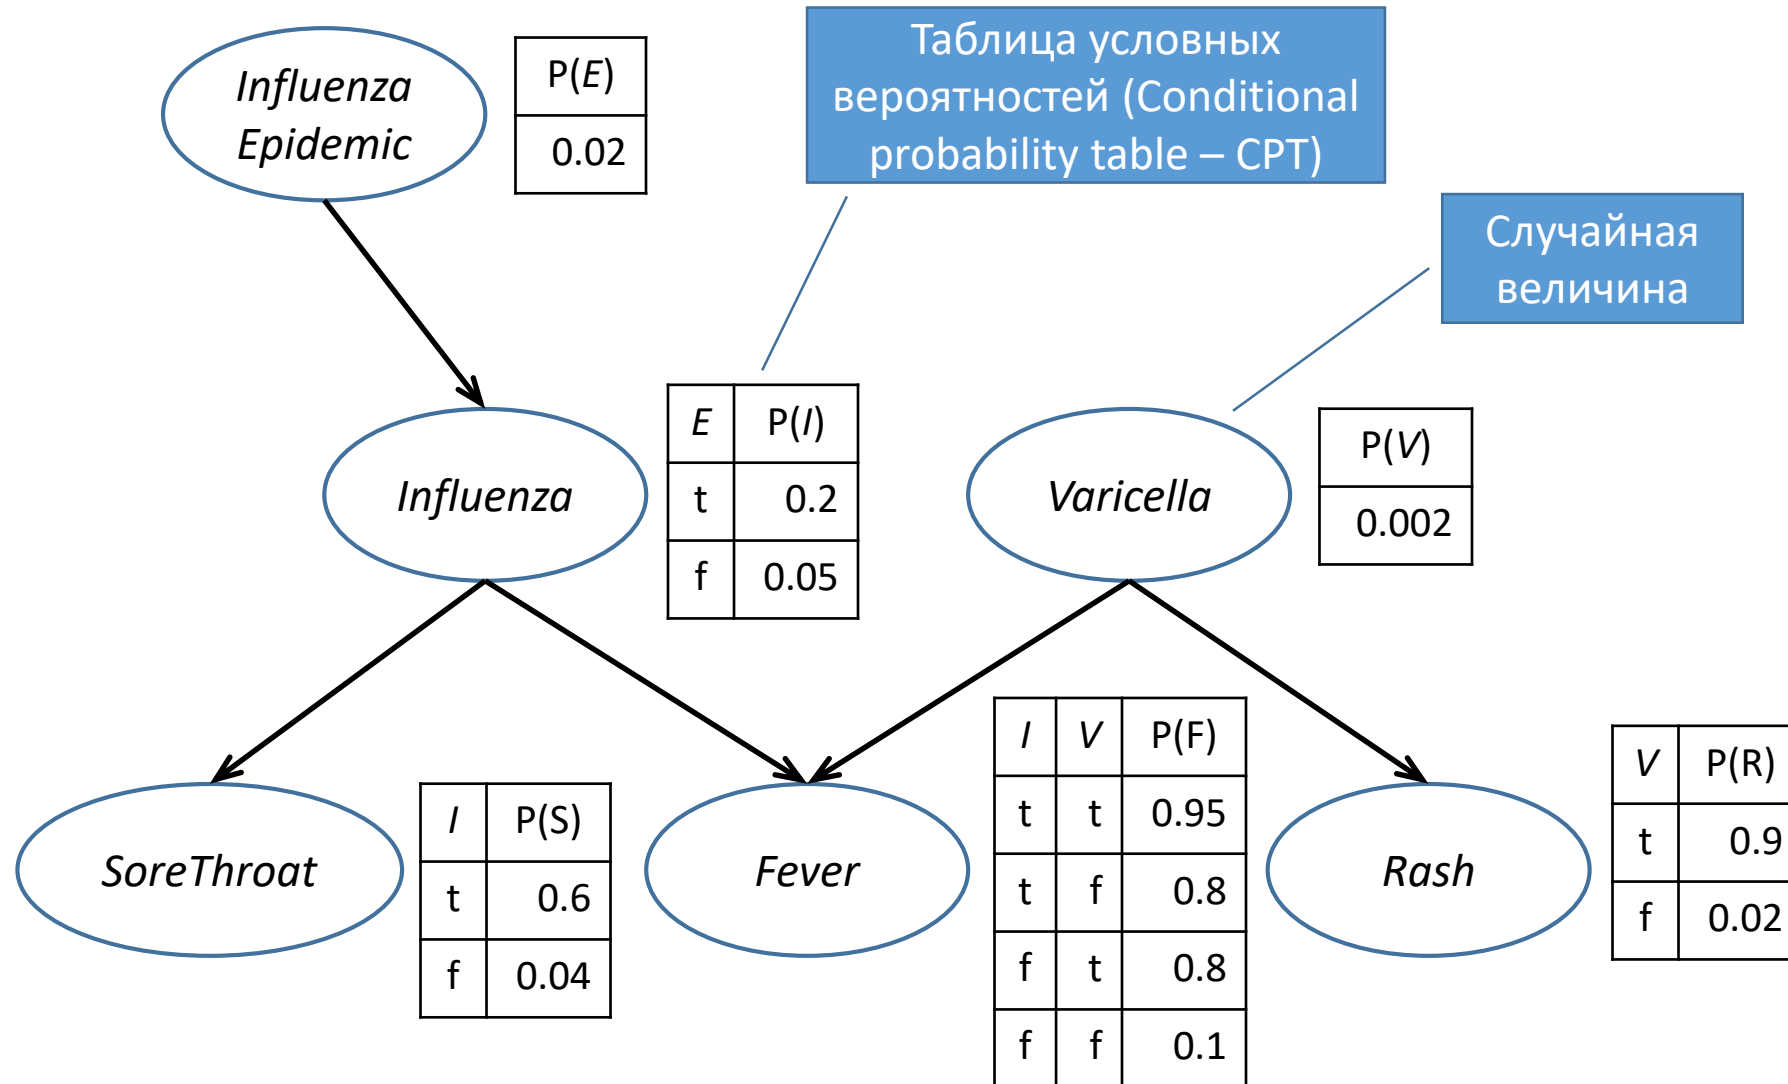 Influenza
Epidemic
P(E)
0.02
Таблица условных
вероятностей (Conditional
probability table – CPT)
Случайная
величина
Influenza
E P(I)
t 0.2
f 0.05
Varicella
P(V)
0.002
SoreThroat
I P(S)
t 0.6
f 0.04
Fever
I V P(F)
t t 0.95
t f 0.8
f t 0.8
f f 0.1
Rash
V P(R)
t 0.9
f 0.02